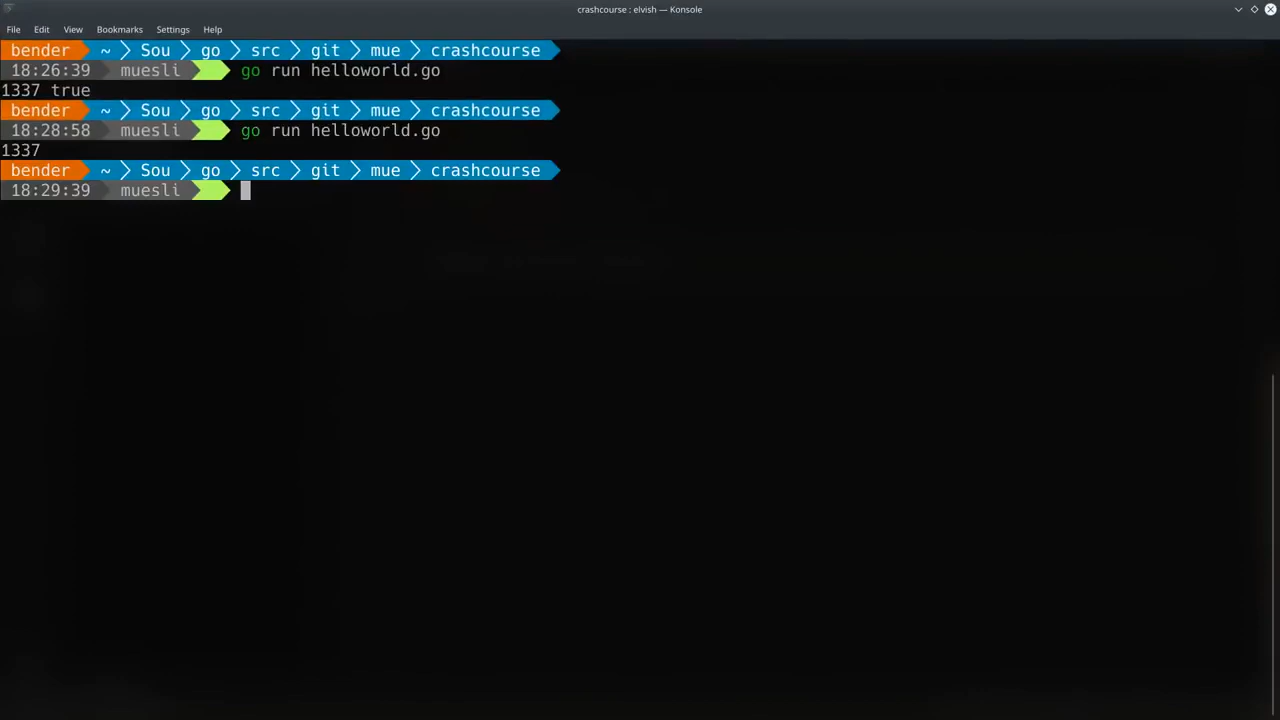 crashcourse : elvish — Konsole
File Edit View Bookmarks Settings Help
bender ~ Sou go src git mue crashcourse
18:26:39 muesli go run helloworld.go
1337 true
bender ~ Sou go src git mue crashcourse
18:28:58 muesli go run helloworld.go
1337
bender ~ Sou go src git mue crashcourse
18:29:39 muesli